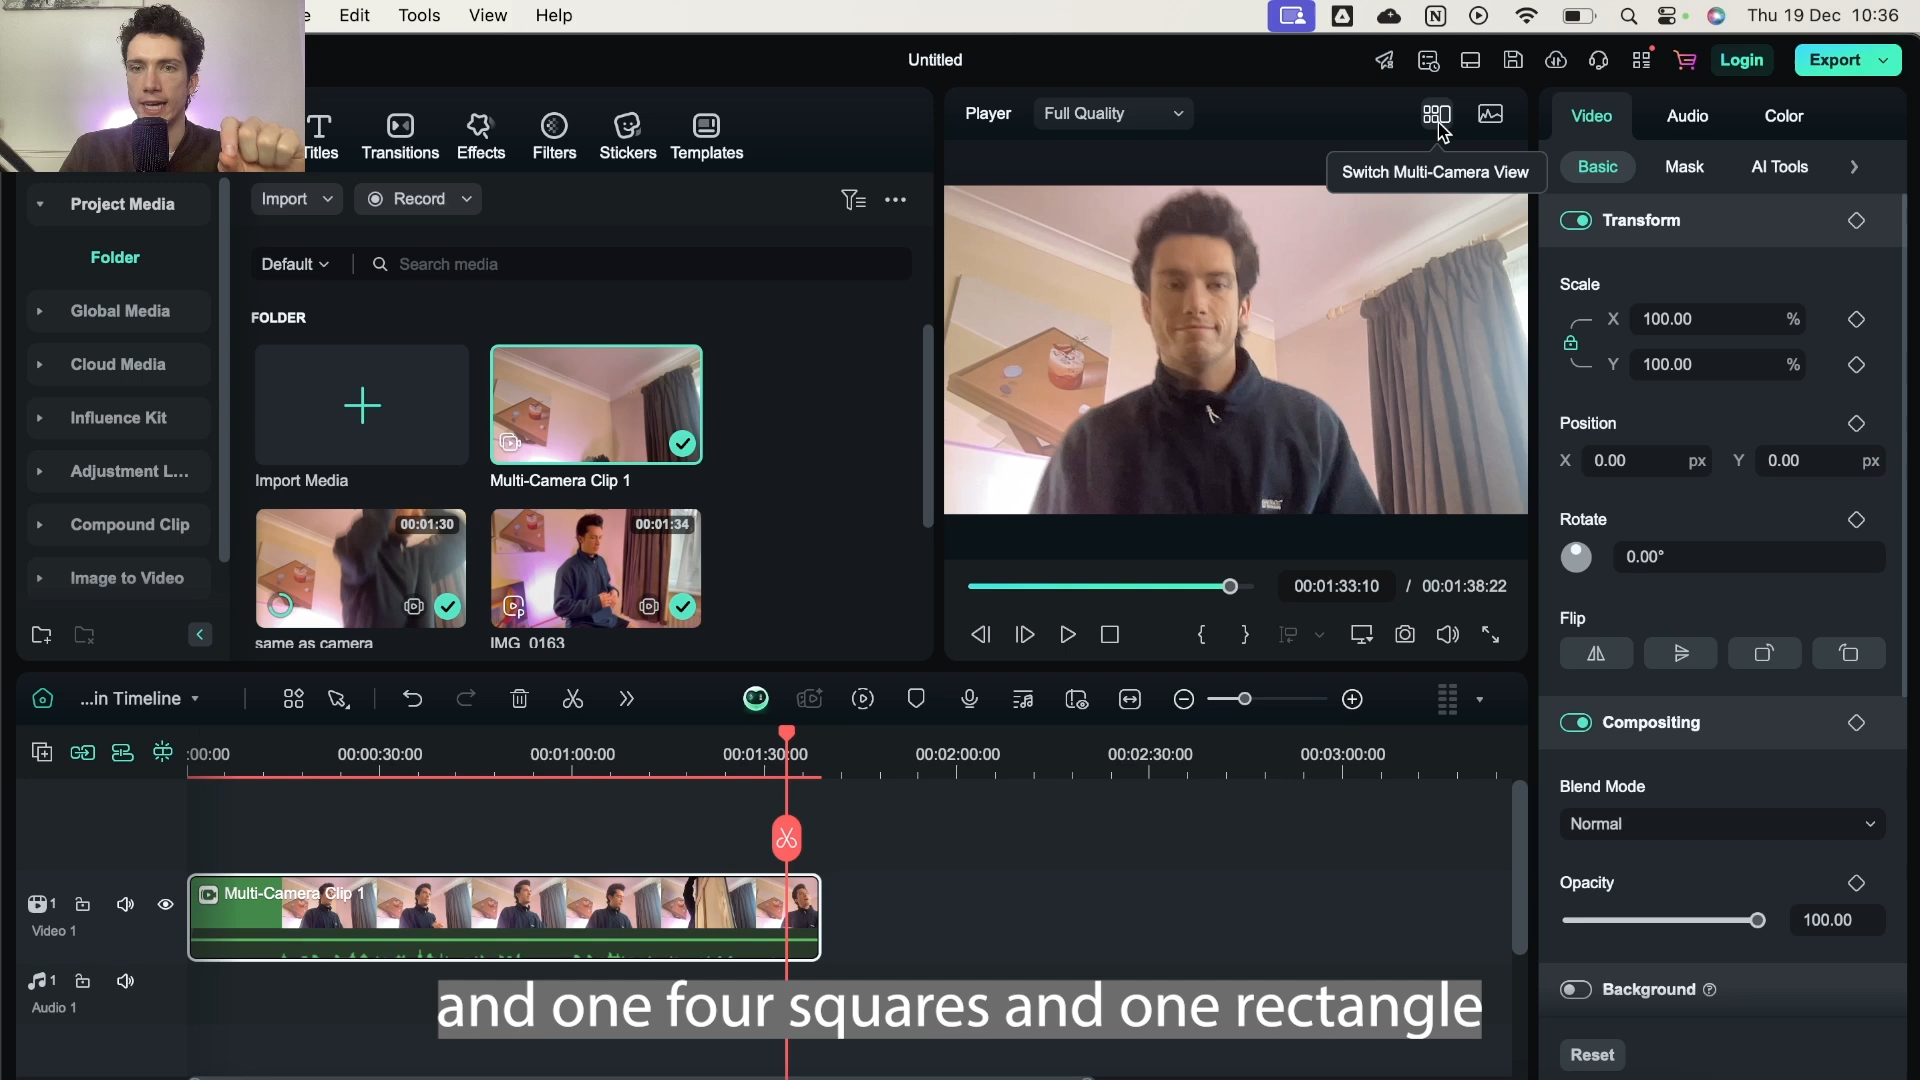 Edit Tools View Help
Thu 19 Dec 10:36
Untitled
Login
Export
Titles Transitions Effects Filters Stickers Templates
Player Full Quality
Switch Multi-Camera View
Video Audio Color
Basic Mask AI Tools
Project Media
Folder
Global Media
Cloud Media
Influence Kit
Adjustment L...
Compound Clip
Image to Video
Import Record
Default Search media
FOLDER
Import Media
Multi-Camera Clip 1
00:01:30
00:01:34
same as camera
IMG_0163
00:01:33:10 / 00:01:38:22
Transform
Scale
X 100.00 %
Y 100.00 %
Position
X 0.00 px Y 0.00 px
Rotate
0.00°
Flip
Compositing
Blend Mode
Normal
Opacity
100.00
Background
Reset
...in Timeline
:00:00 00:00:30:00 00:01:00:00 00:01:30:00 00:02:00:00 00:02:30:00 00:03:00:00
Multi-Camera Clip 1
1
Video 1
1
Audio 1
and one four squares and one rectangle